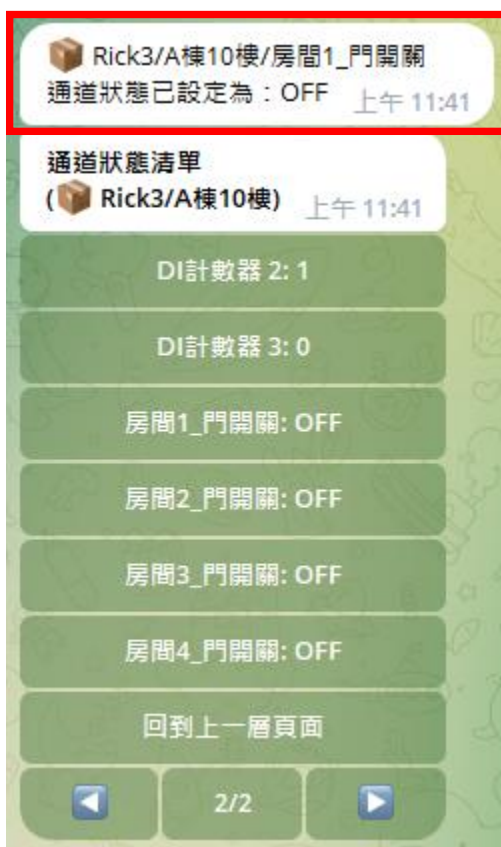 📦 Rick3/A棟10樓/房間1_門開關
通道狀態已設定為：OFF 上午 11:41
通道狀態清單
(📦 Rick3/A棟10樓) 上午 11:41
DI計數器 2: 1
DI計數器 3: 0
房間1_門開關: OFF
房間2_門開關: OFF
房間3_門開關: OFF
房間4_門開關: OFF
回到上一層頁面
◀️ 2/2 ▶️